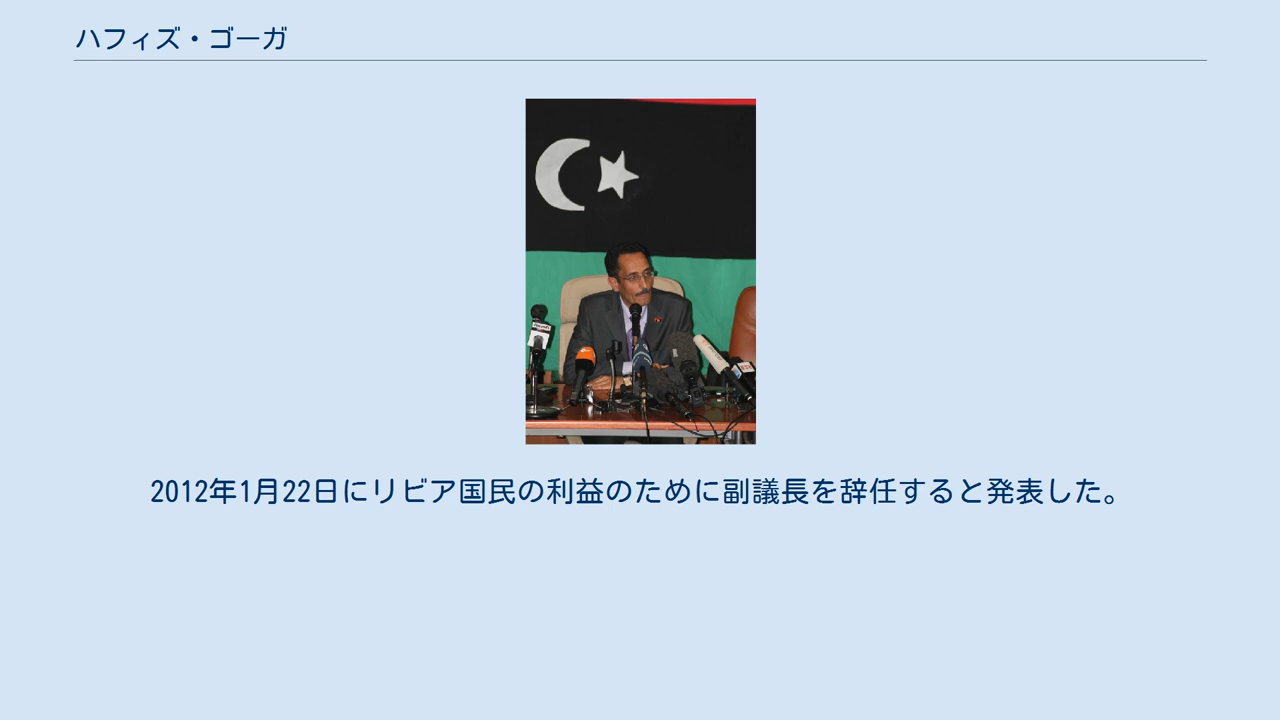 ハフィズ・ゴーガ
2012年1月22日にリビア国民の利益のために副議長を辞任すると発表した。